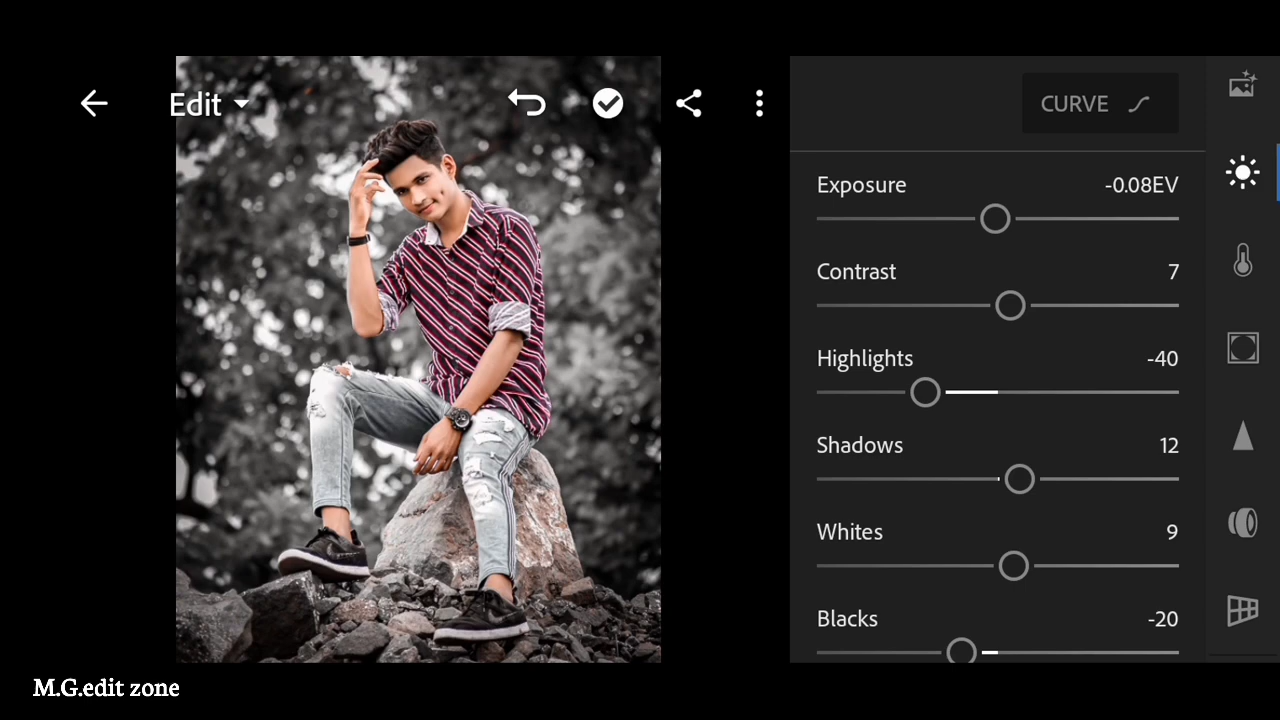 Edit
CURVE
Exposure -0.08EV
Contrast 7
Highlights -40
Shadows 12
Whites 9
Blacks -20
M.G.edit zone